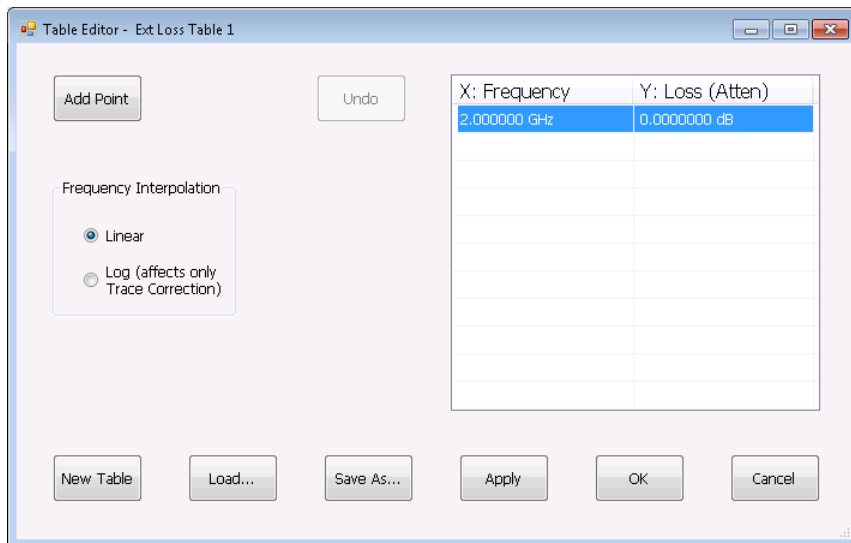 Table Editor -  Ext Loss Table 1
Add Point
Undo
X: Frequency
Y: Loss (Atten)
2.000000 GHz
0.0000000 dB
Frequency Interpolation
Linear
Log (affects only
Trace Correction)
New Table
Load...
Save As...
Apply
OK
Cancel